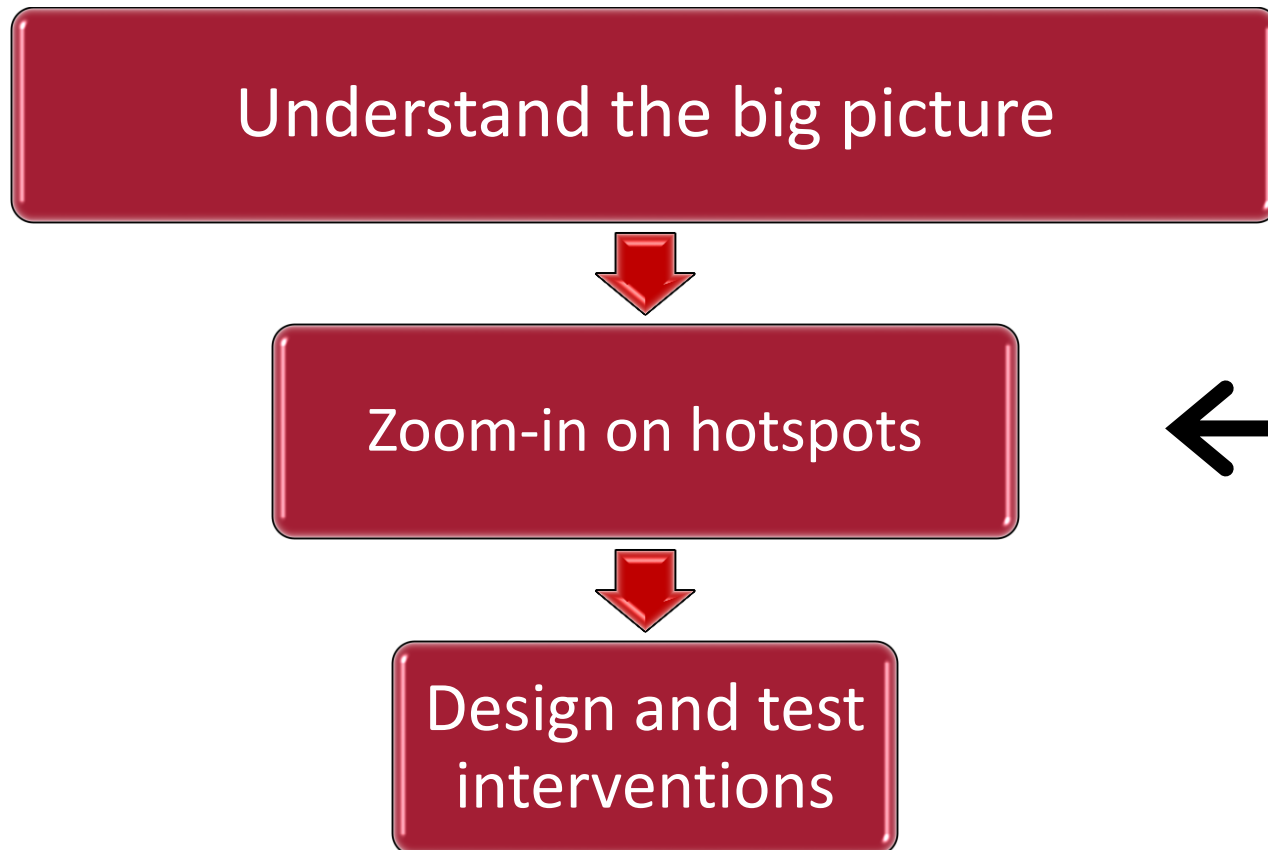 Understand the big picture
Zoom-in on hotspots
Design and test
interventions